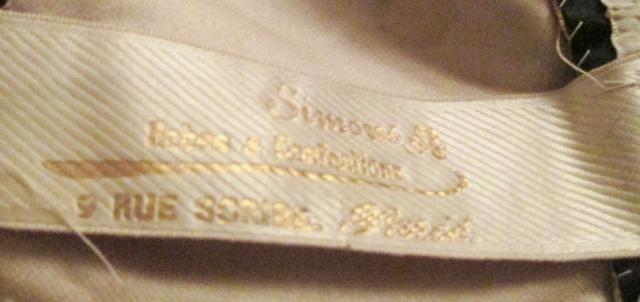 Simone R
Robes & Confections
9 RUE SCRIBE. Paris.